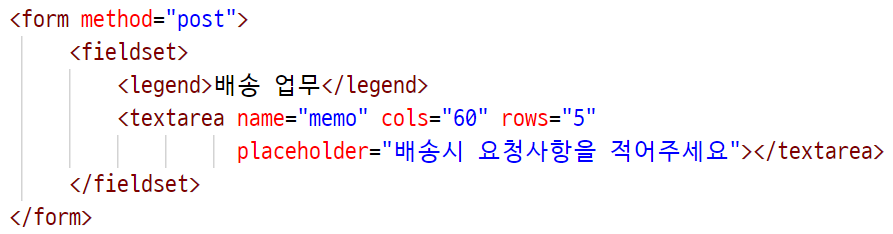 <form method="post">
<fieldset>
<legend>배송 업무</legend>
<textarea name="memo" cols="60" rows="5"
placeholder="배송시 요청사항을 적어주세요"></textarea>
</fieldset>
</form>